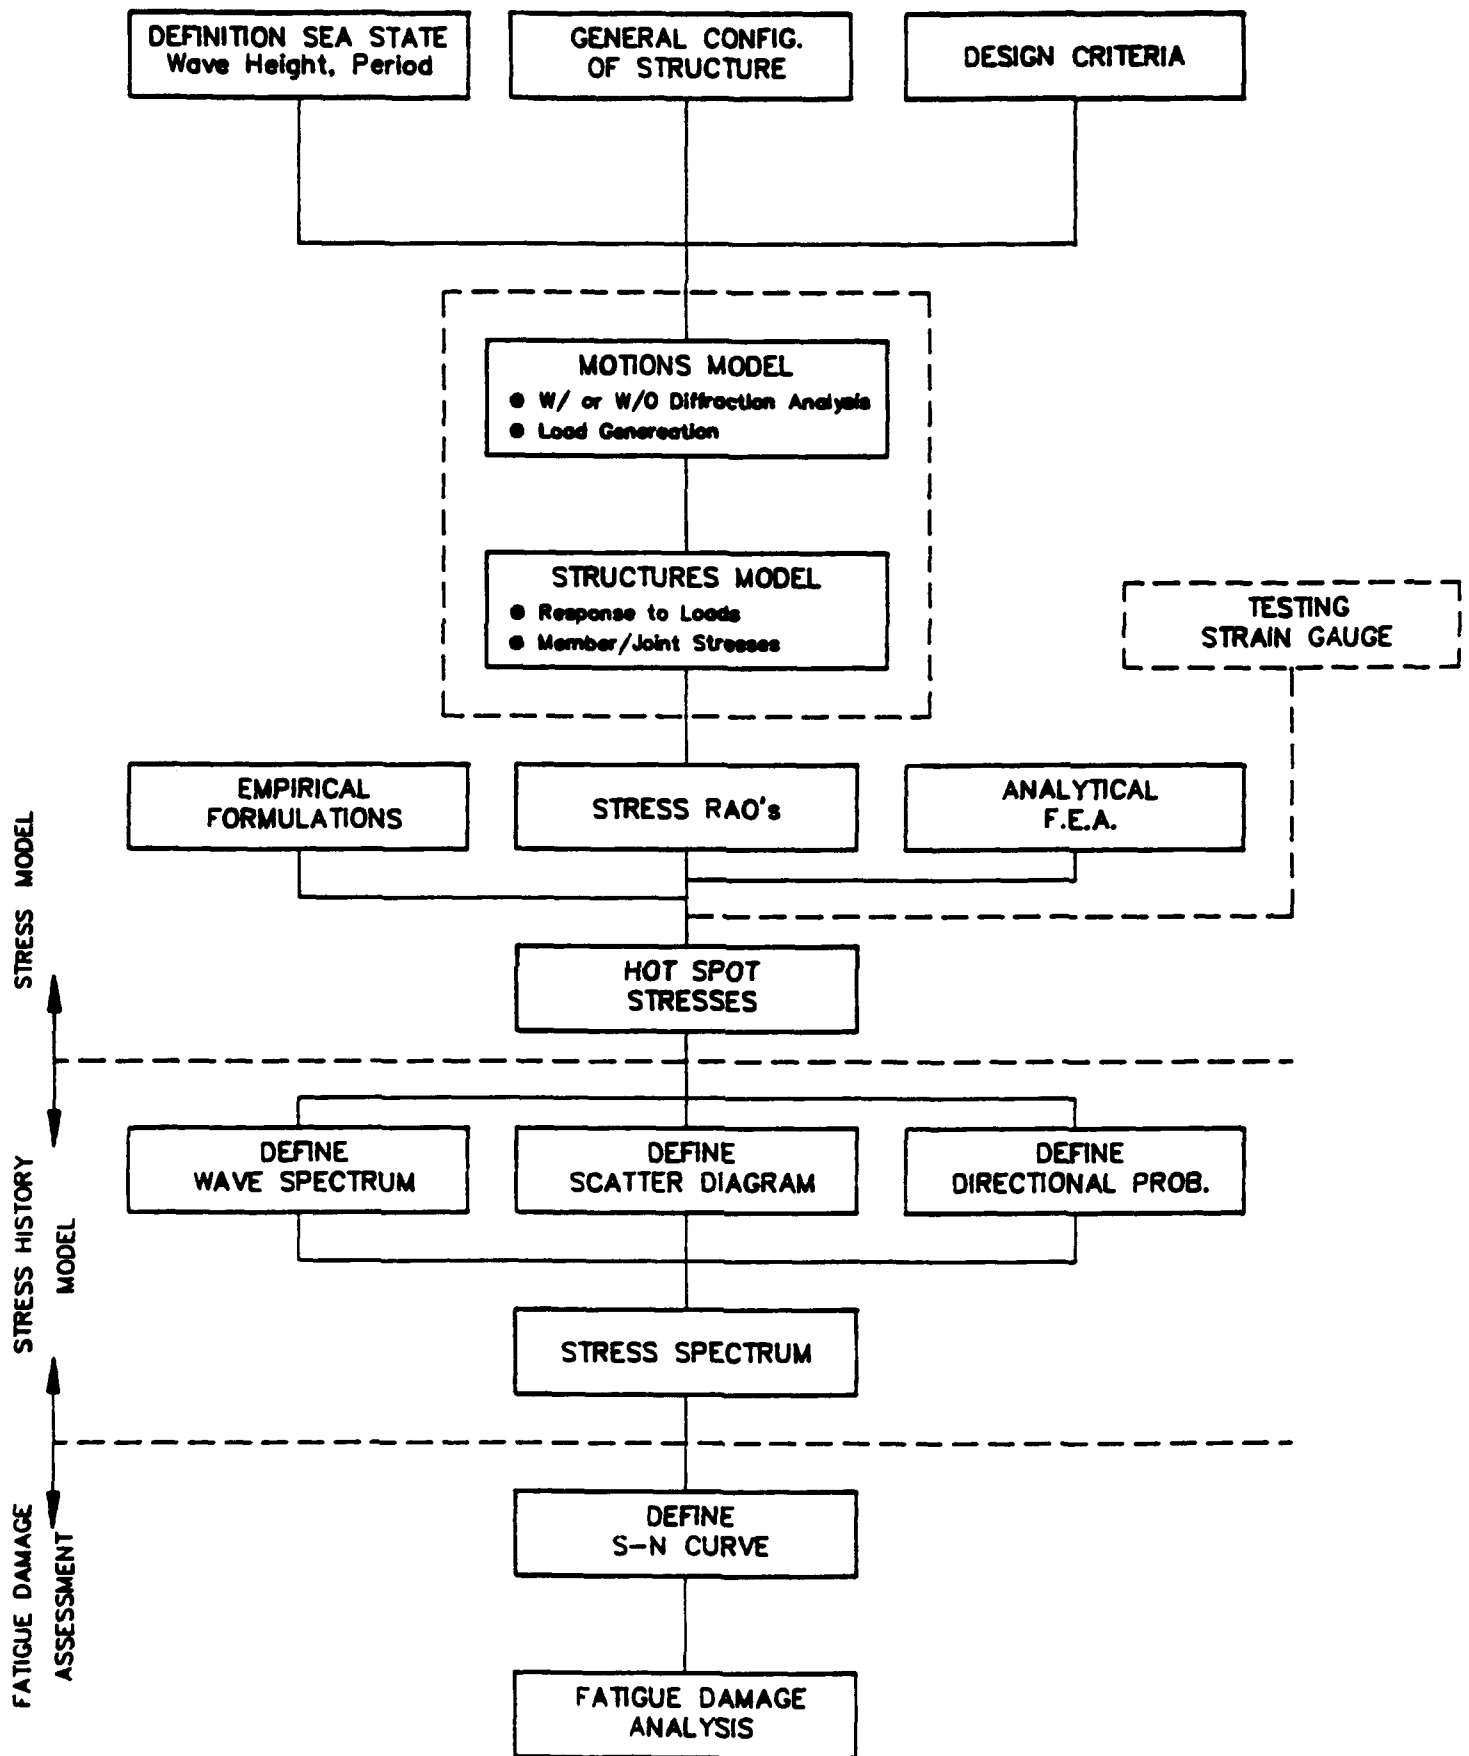 DEFINITION SEA STATE
Wave Height, Period
GENERAL CONFIG.
OF STRUCTURE
DESIGN CRITERIA
MOTIONS MODEL
● W/ or W/O Diffraction Analysis
● Load Genereation
STRUCTURES MODEL
● Response to Loads
● Member/Joint Stresses
TESTING
STRAIN GAUGE
EMPIRICAL
FORMULATIONS
STRESS RAO's
ANALYTICAL
F.E.A.
STRESS MODEL
HOT SPOT
STRESSES
DEFINE
WAVE SPECTRUM
DEFINE
SCATTER DIAGRAM
DEFINE
DIRECTIONAL PROB.
STRESS HISTORY
MODEL
STRESS SPECTRUM
DEFINE
S-N CURVE
FATIGUE DAMAGE
ASSESSMENT
FATIGUE DAMAGE
ANALYSIS